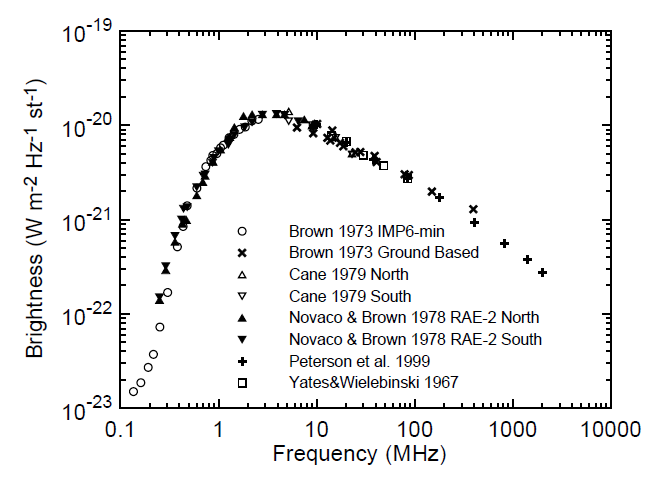 10-19
10-20
10-21
10-22
10-23
Brightness (W m-2 Hz-1 st-1)
Brown 1973 IMP6-min
Brown 1973 Ground Based
Cane 1979 North
Cane 1979 South
Novaco & Brown 1978 RAE-2 North
Novaco & Brown 1978 RAE-2 South
Peterson et al. 1999
Yates&Wielebinski 1967
0.1 1 10 100 1000 10000
Frequency (MHz)